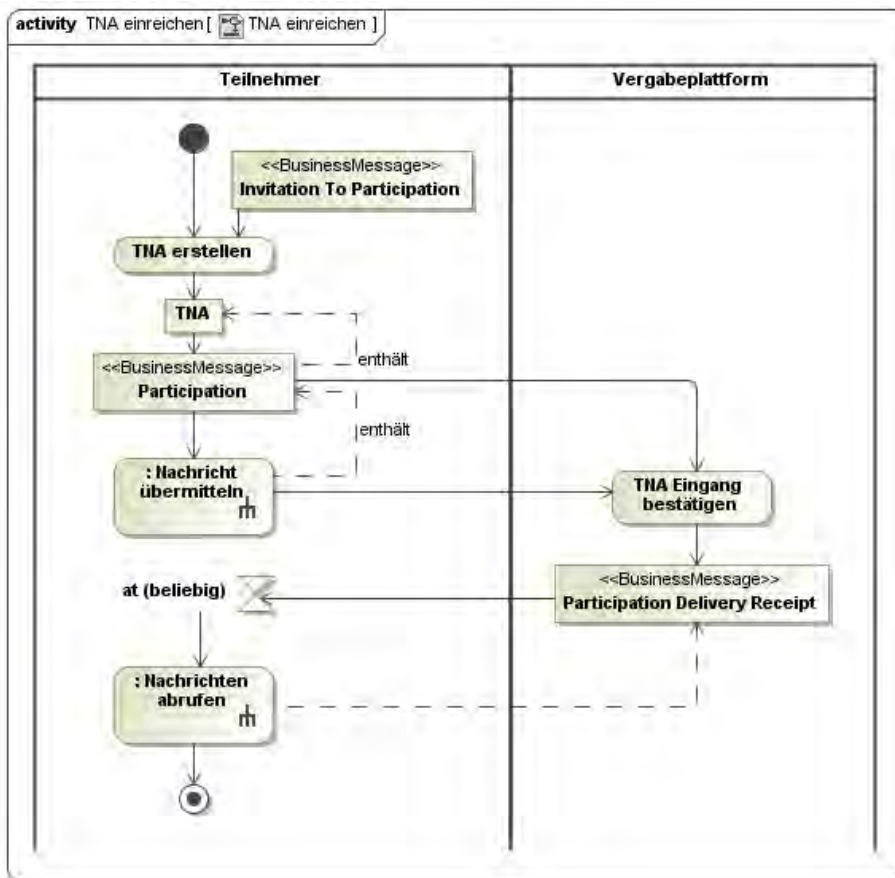 activity TNA einreichen [ TNA einreichen ]
Teilnehmer
Vergabeplattform
<<BusinessMessage>>
Invitation To Participation
TNA erstellen
TNA
enthält
<<BusinessMessage>>
Participation
enthält
: Nachricht
übermitteln
TNA Eingang
bestätigen
at (beliebig)
<<BusinessMessage>>
Participation Delivery Receipt
: Nachrichten
abrufen